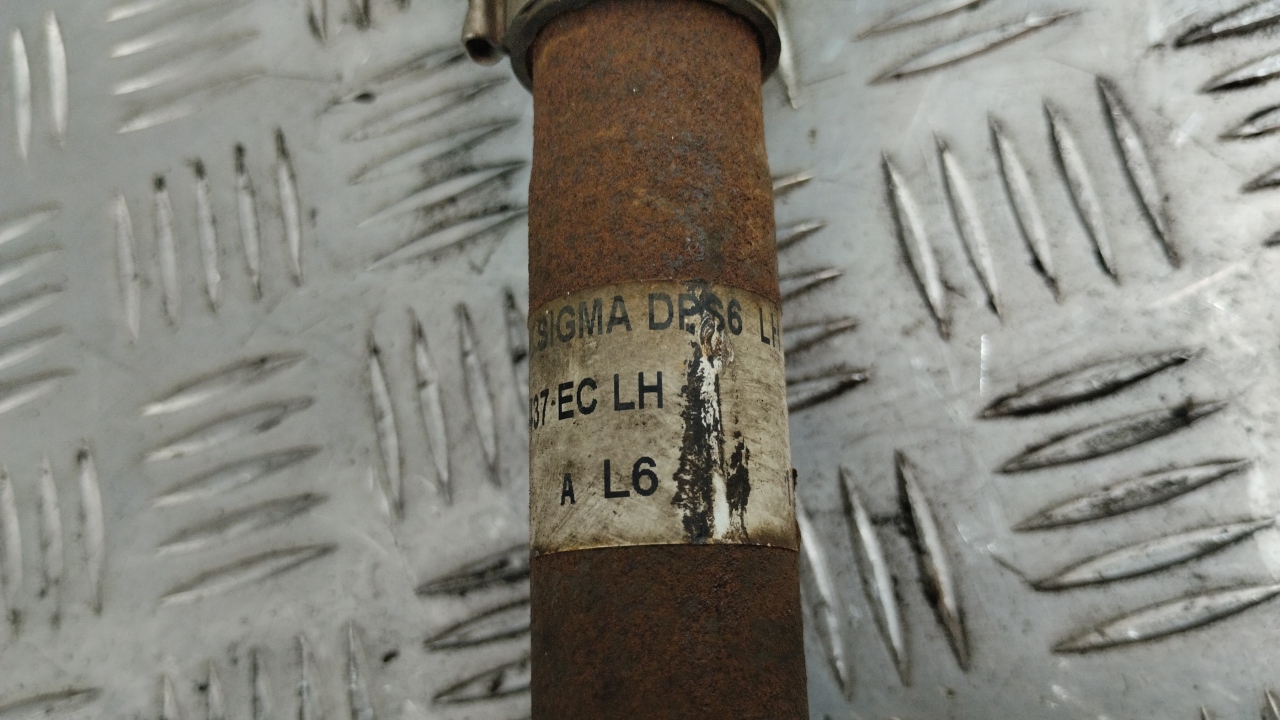 SIGMA DPS6 LH
37-EC LH
A L6